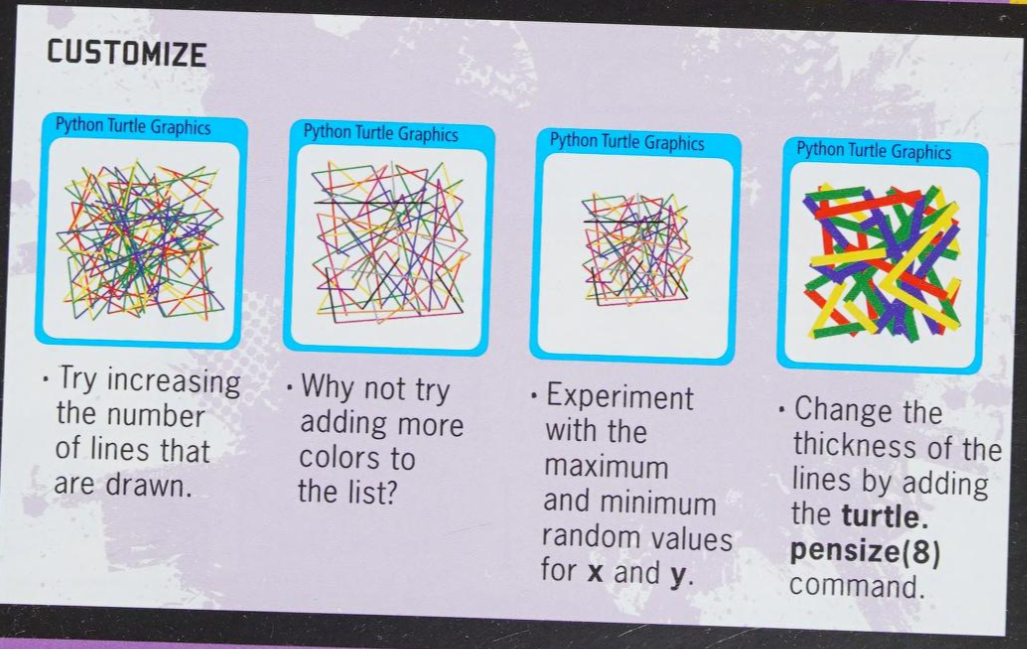 CUSTOMIZE
Python Turtle Graphics
• Try increasing
the number
of lines that
are drawn.
Python Turtle Graphics
• Why not try
adding more
colors to
the list?
Python Turtle Graphics
• Experiment
with the
maximum
and minimum
random values
for x and y.
Python Turtle Graphics
• Change the
thickness of the
lines by adding
the turtle.
pensize(8)
command.